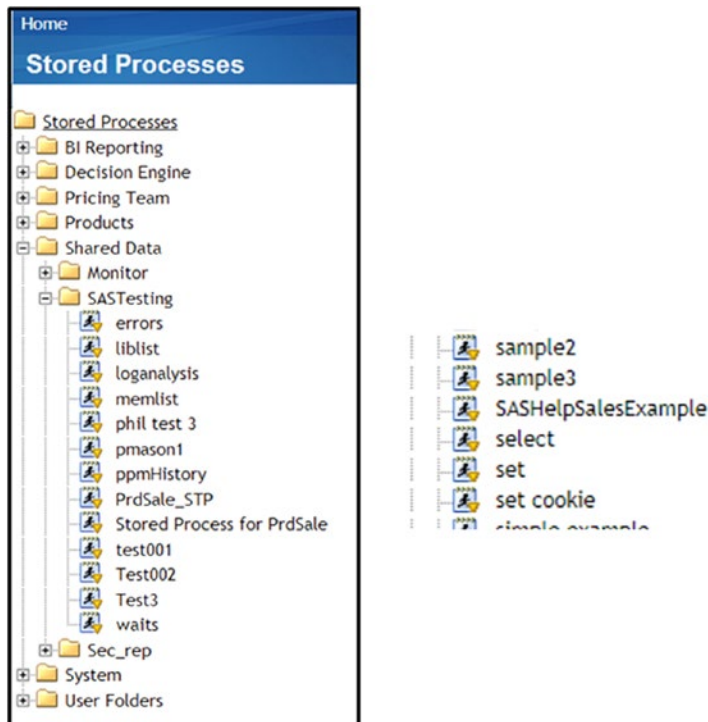 Home
Stored Processes
Stored Processes
BI Reporting
Decision Engine
Pricing Team
Products
Shared Data
Monitor
SASTesting
errors
liblist
loganalysis
memlist
phil test 3
pmason1
ppmHistory
PrdSale_STP
Stored Process for PrdSale
test001
Test002
Test3
waits
Sec_rep
System
User Folders
sample2
sample3
SASHelpSalesExample
select
set
set cookie
simple example